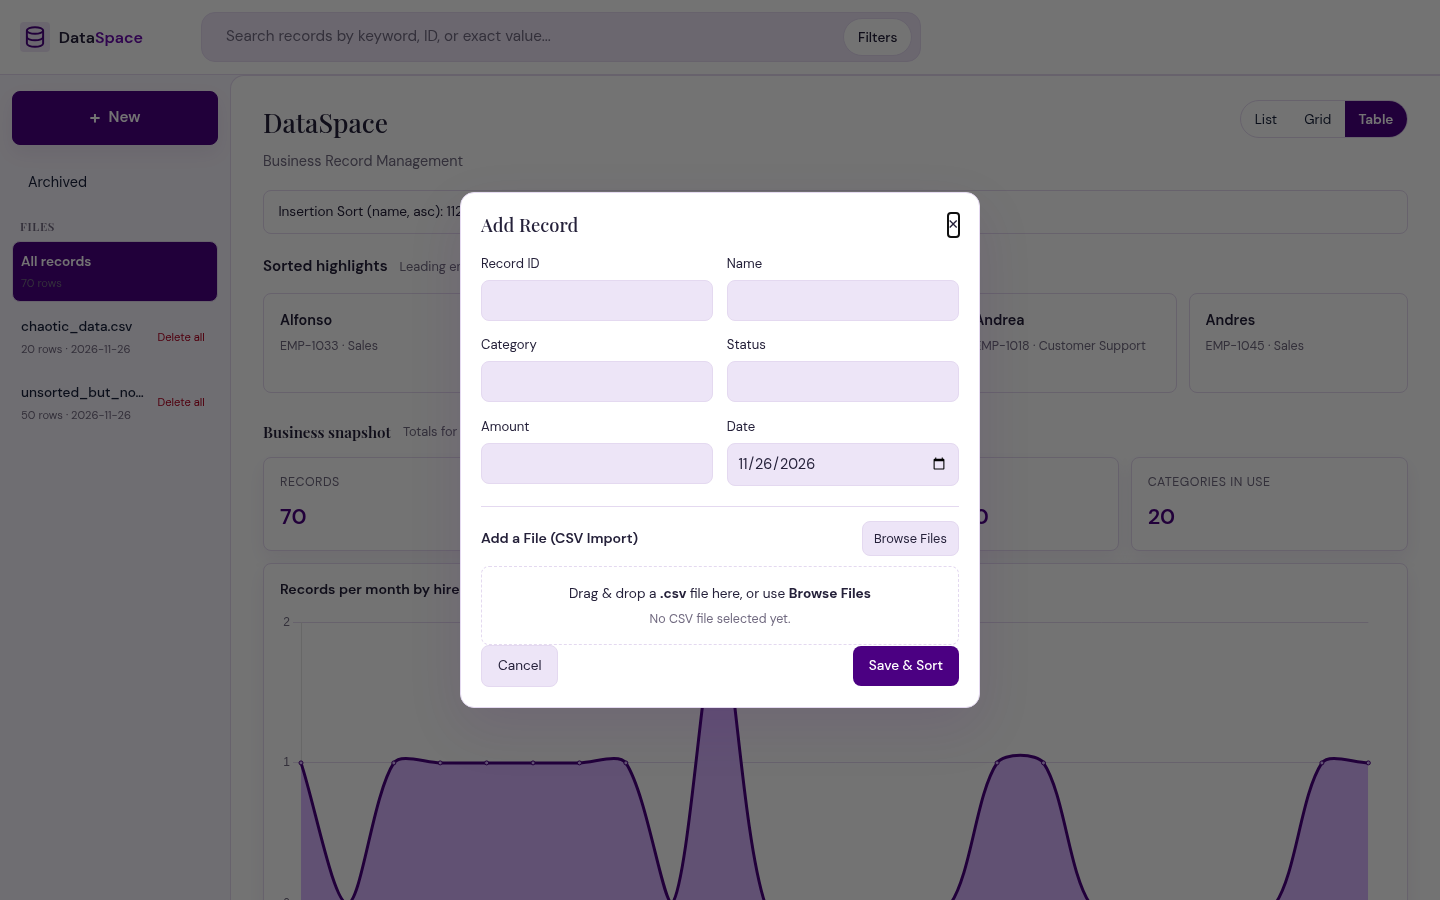 DataSpace
Search records by keyword, ID, or exact value...
Filters
+ New
Archived
FILES
All records
70 rows
chaotic_data.csv
20 rows · 2026-11-26
Delete all
unsorted_but_no...
50 rows · 2026-11-26
Delete all
DataSpace
Business Record Management
List
Grid
Table
Insertion Sort (name, asc): 112
Sorted highlights
Leading en
Alfonso
EMP-1033 · Sales
Andrea
EMP-1018 · Customer Support
Andres
EMP-1045 · Sales
Business snapshot
Totals for
RECORDS
70
CATEGORIES IN USE
20
Records per month by hire
2
1
Add Record
×
Record ID
Name
Category
Status
Amount
Date
11/26/2026
Add a File (CSV Import)
Browse Files
Drag & drop a .csv file here, or use Browse Files
No CSV file selected yet.
Cancel
Save & Sort